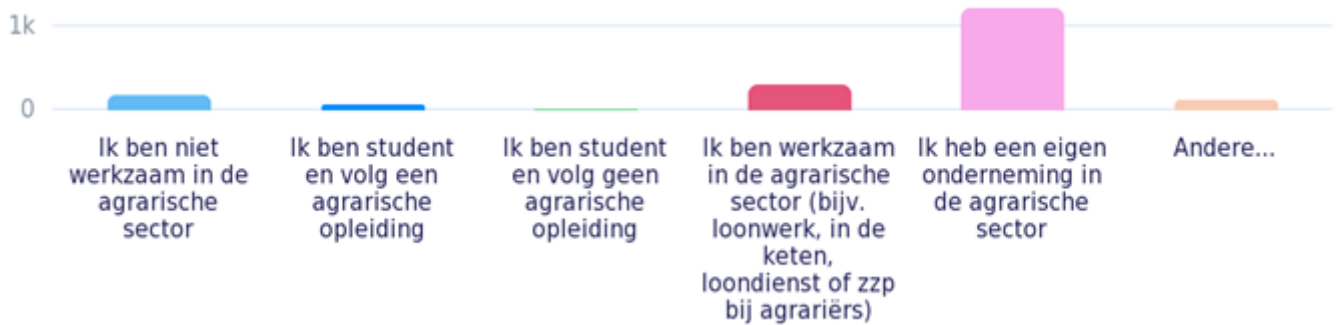 1k
0
Ik ben niet
werkzaam in de
agrarische
sector
Ik ben student
en volg een
agrarische
opleiding
Ik ben student
en volg geen
agrarische
opleiding
Ik ben werkzaam
in de agrarische
sector (bijv.
loonwerk, in de
keten,
loondienst of zzp
bij agrariërs)
Ik heb een eigen
onderneming in
de agrarische
sector
Andere...